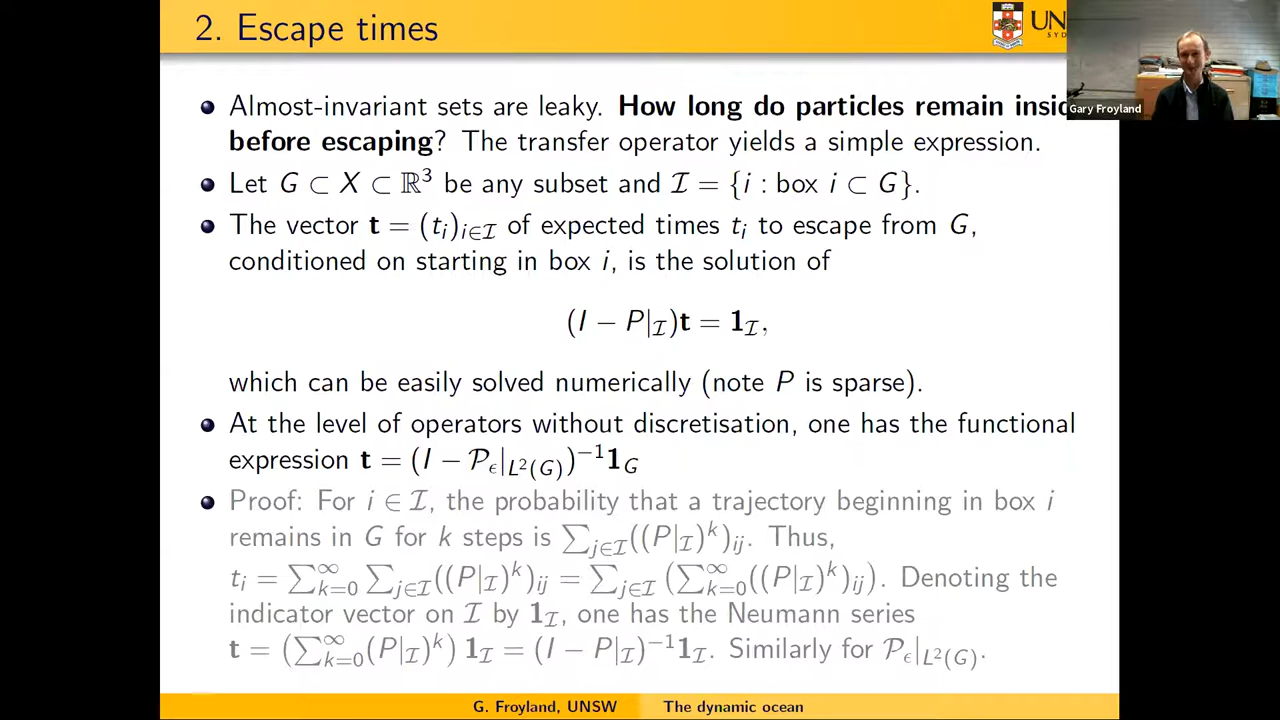 2. Escape times
UN
SY
Gary Froyland
Almost-invariant sets are leaky. How long do particles remain insi
before escaping? The transfer operator yields a simple expression.
Let G ⊂ X ⊂ ℝ³ be any subset and ℐ = {i : box i ⊂ G}.
The vector t = (tᵢ)ᵢ∈ℐ of expected times tᵢ to escape from G,
conditioned on starting in box i, is the solution of
(I − P|ℐ)t = 1ℐ,
which can be easily solved numerically (note P is sparse).
At the level of operators without discretisation, one has the functional
expression t = (I − 𝒫_ϵ|_{L²(G)})⁻¹1_G
Proof: For i ∈ ℐ, the probability that a trajectory beginning in box i
remains in G for k steps is ∑_{j∈ℐ}((P|ℐ)ᵏ)ᵢⱼ. Thus,
tᵢ = ∑_{k=0}^∞ ∑_{j∈ℐ}((P|ℐ)ᵏ)ᵢⱼ = ∑_{j∈ℐ}(∑_{k=0}^∞((P|ℐ)ᵏ)ᵢⱼ). Denoting the
indicator vector on ℐ by 1ℐ, one has the Neumann series
t = (∑_{k=0}^∞(P|ℐ)ᵏ) 1ℐ = (I − P|ℐ)⁻¹1ℐ. Similarly for 𝒫_ϵ|_{L²(G)}.
G. Froyland, UNSW The dynamic ocean